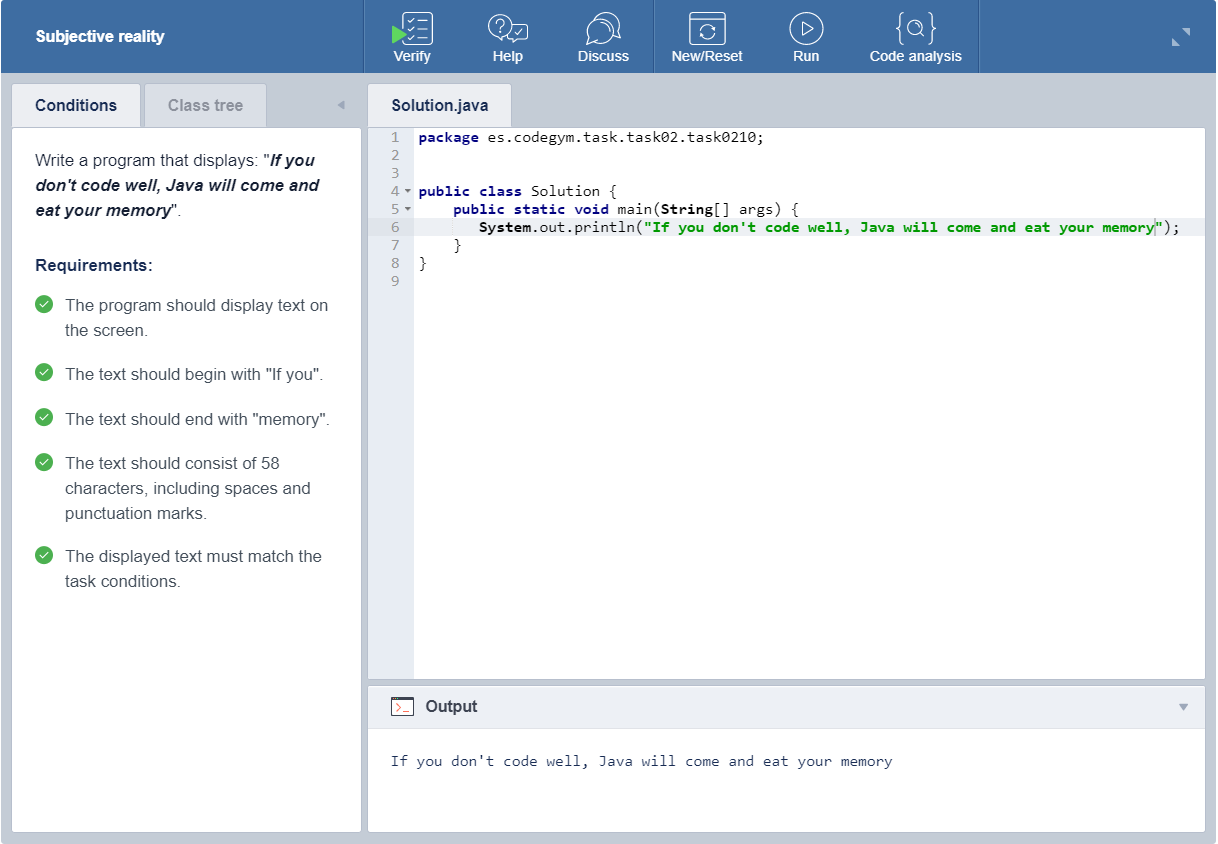 Subjective reality
Verify
Help
Discuss
New/Reset
Run
Code analysis
Conditions
Class tree
Write a program that displays: "If you
don't code well, Java will come and
eat your memory".
Requirements:
The program should display text on
the screen.
The text should begin with "If you".
The text should end with "memory".
The text should consist of 58
characters, including spaces and
punctuation marks.
The displayed text must match the
task conditions.
Solution.java
1 package es.codegym.task.task02.task0210;
2
3
4 public class Solution {
5     public static void main(String[] args) {
6        System.out.println("If you don't code well, Java will come and eat your memory");
7     }
8 }
9
Output
If you don't code well, Java will come and eat your memory